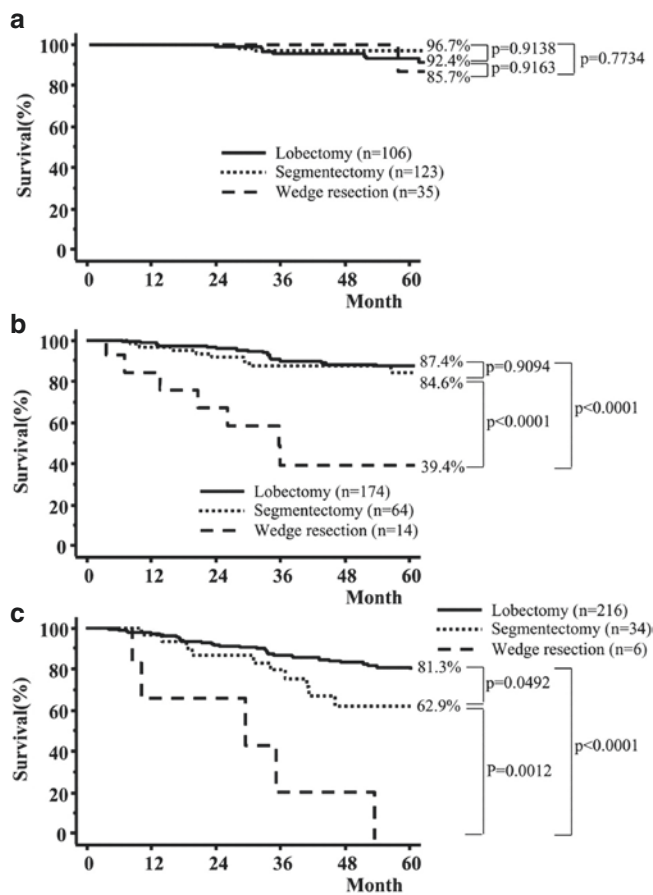 a
100
80
60
40
20
0
Survival(%)
96.7%
92.4%
85.7%
p=0.9138
p=0.9163
p=0.7734
Lobectomy (n=106)
Segmentectomy (n=123)
Wedge resection (n=35)
0 12 24 36 48 60
Month
b
100
80
60
40
20
0
Survival(%)
87.4%
84.6%
39.4%
p=0.9094
p<0.0001
p<0.0001
Lobectomy (n=174)
Segmentectomy (n=64)
Wedge resection (n=14)
0 12 24 36 48 60
Month
c
Lobectomy (n=216)
Segmentectomy (n=34)
Wedge resection (n=6)
100
80
60
40
20
0
Survival(%)
81.3%
62.9%
p=0.0492
P=0.0012
p<0.0001
0 12 24 36 48 60
Month